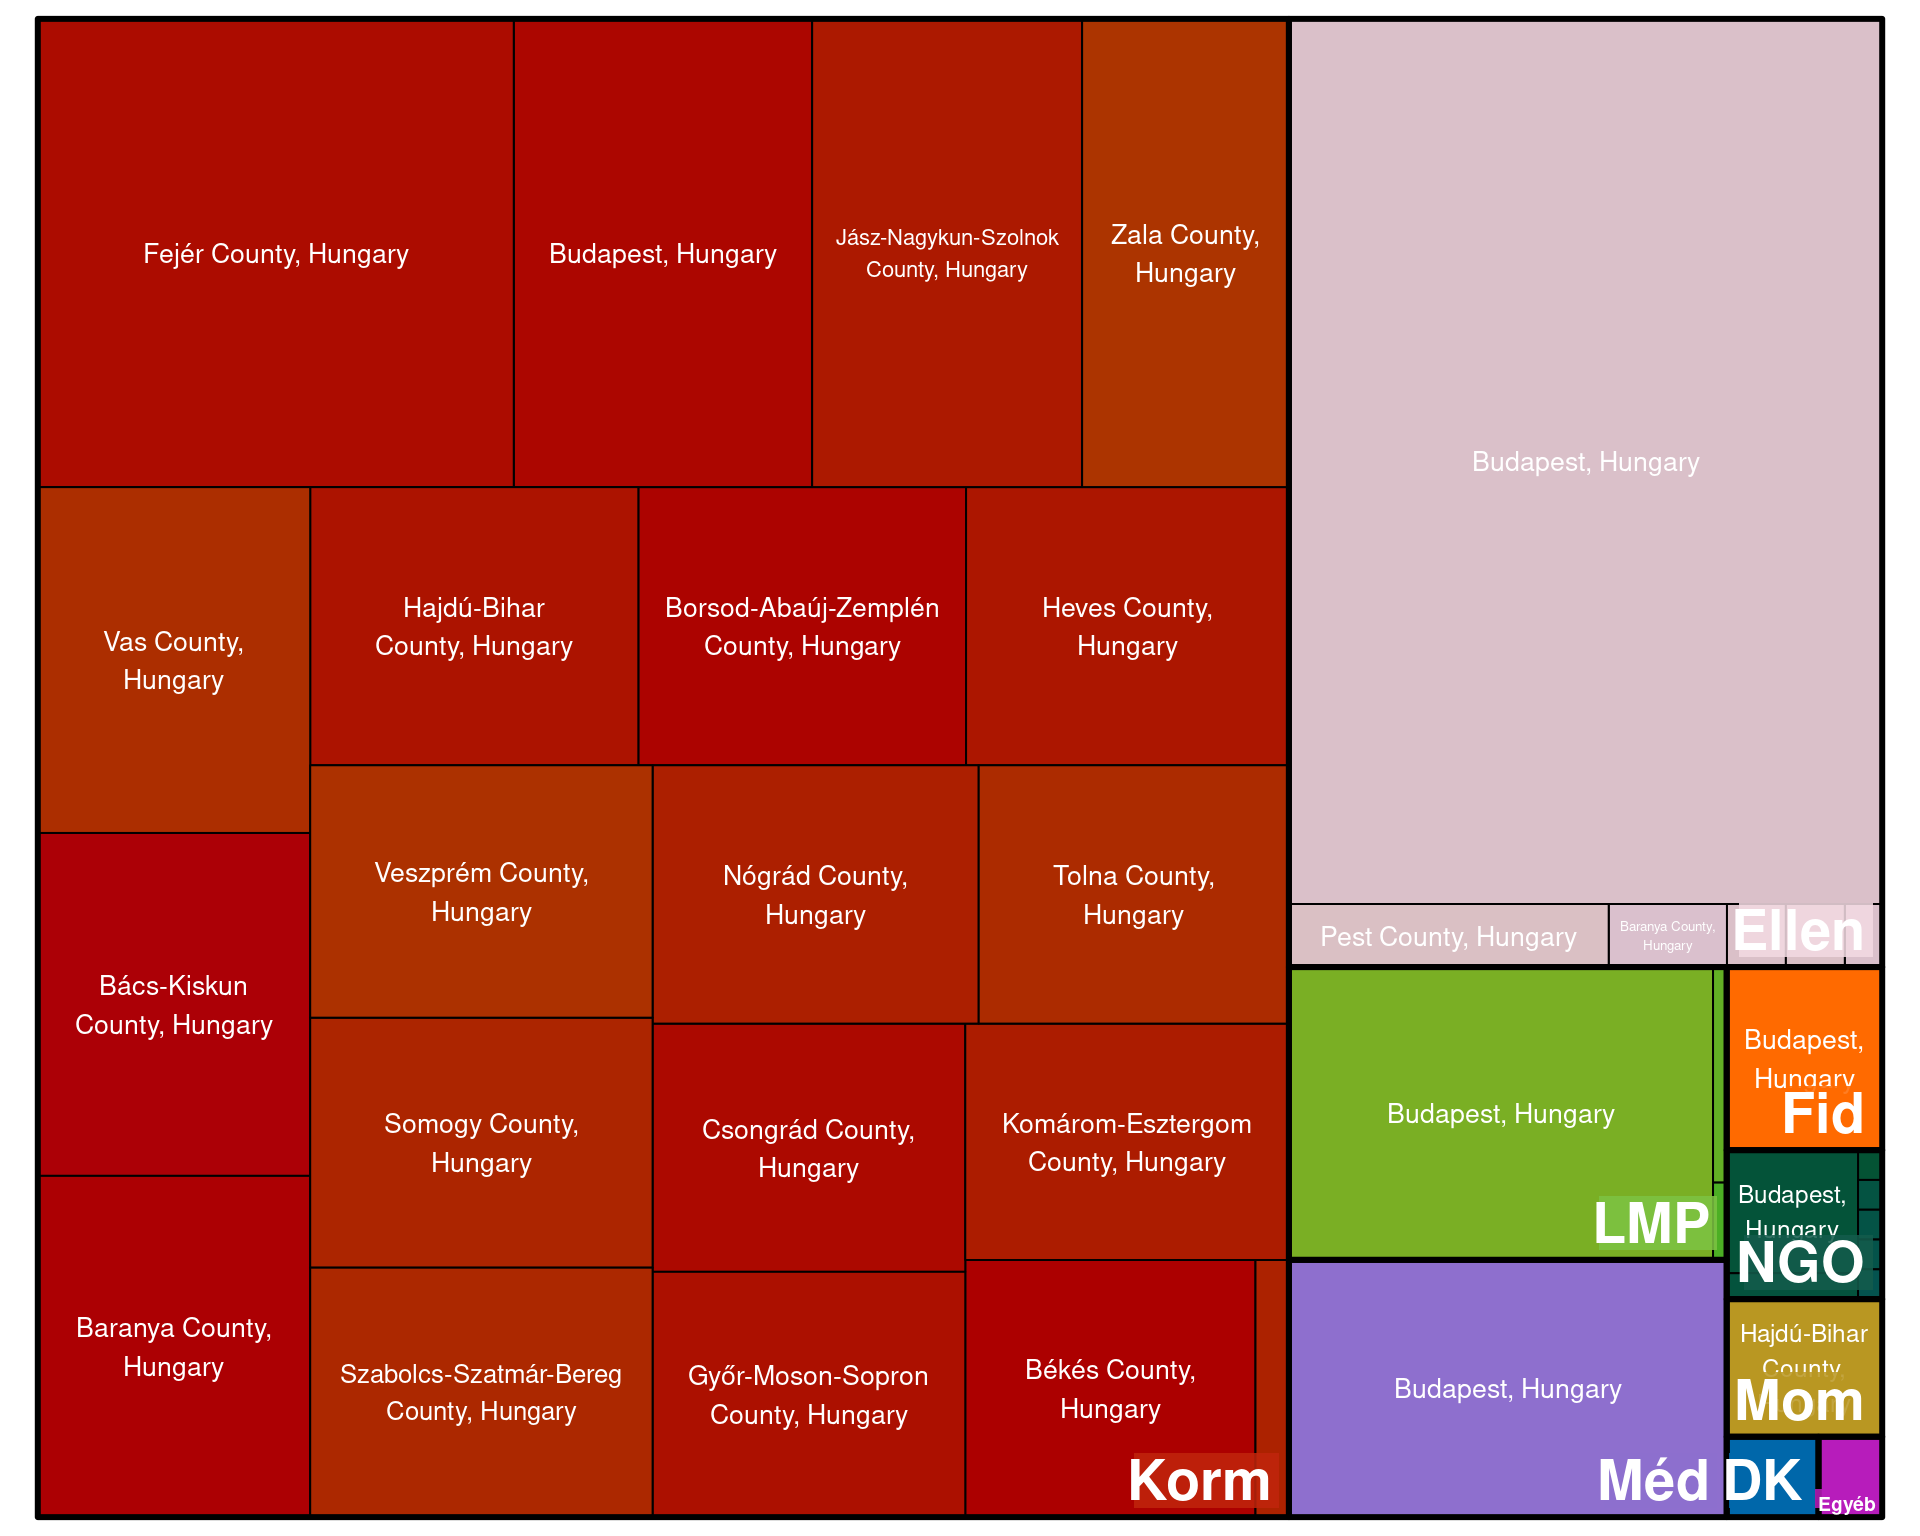 Fejér County, Hungary
Budapest, Hungary
Jász-Nagykun-Szolnok
County, Hungary
Zala County,
Hungary
Vas County,
Hungary
Hajdú-Bihar
County, Hungary
Borsod-Abaúj-Zemplén
County, Hungary
Heves County,
Hungary
Bács-Kiskun
County, Hungary
Baranya County,
Hungary
Veszprém County,
Hungary
Nógrád County,
Hungary
Tolna County,
Hungary
Somogy County,
Hungary
Csongrád County,
Hungary
Komárom-Esztergom
County, Hungary
Szabolcs-Szatmár-Bereg
County, Hungary
Győr-Moson-Sopron
County, Hungary
Békés County,
Hungary
Korm
Budapest, Hungary
Pest County, Hungary
Baranya County,
Hungary
Ellen
Budapest, Hungary
LMP
Budapest, Hungary
Méd
Budapest,
Hungary
Fid
Budapest,
Hungary
NGO
Hajdú-Bihar
County,
Mom
DK
Egyéb